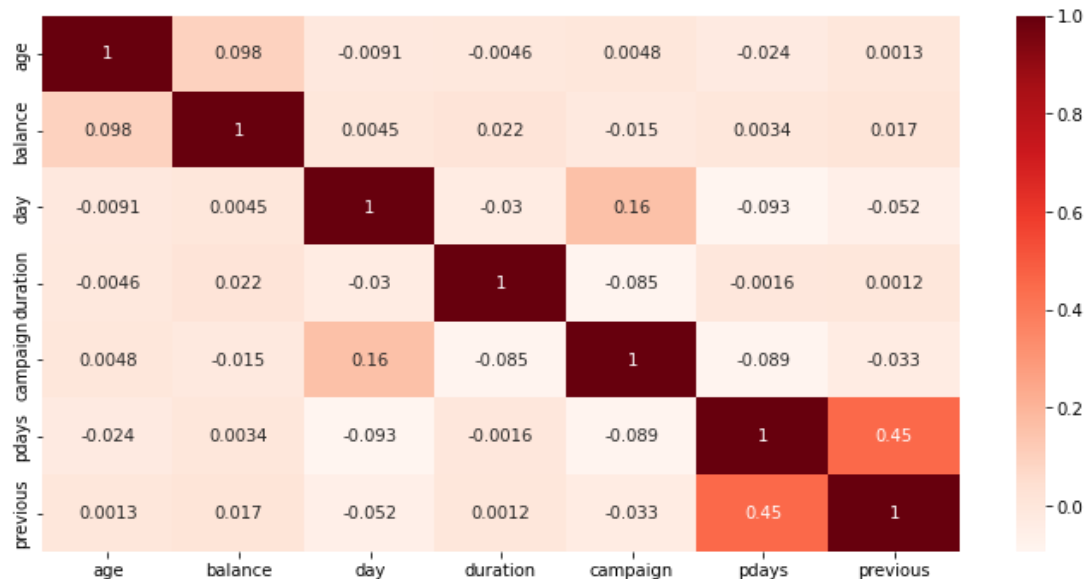 age 1 0.098 -0.0091 -0.0046 0.0048 -0.024 0.0013
balance 0.098 1 0.0045 0.022 -0.015 0.0034 0.017
day -0.0091 0.0045 1 -0.03 0.16 -0.093 -0.052
duration -0.0046 0.022 -0.03 1 -0.085 -0.0016 0.0012
campaign 0.0048 -0.015 0.16 -0.085 1 -0.089 -0.033
pdays -0.024 0.0034 -0.093 -0.0016 -0.089 1 0.45
previous 0.0013 0.017 -0.052 0.0012 -0.033 0.45 1
age balance day duration campaign pdays previous
1.0
0.8
0.6
0.4
0.2
0.0